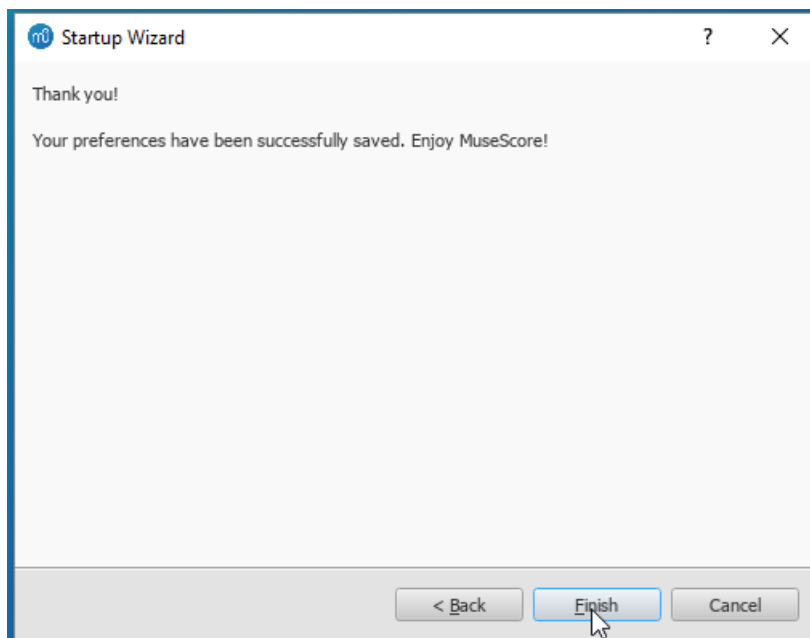 Startup Wizard
Thank you!
Your preferences have been successfully saved. Enjoy MuseScore!
< Back
Finish
Cancel